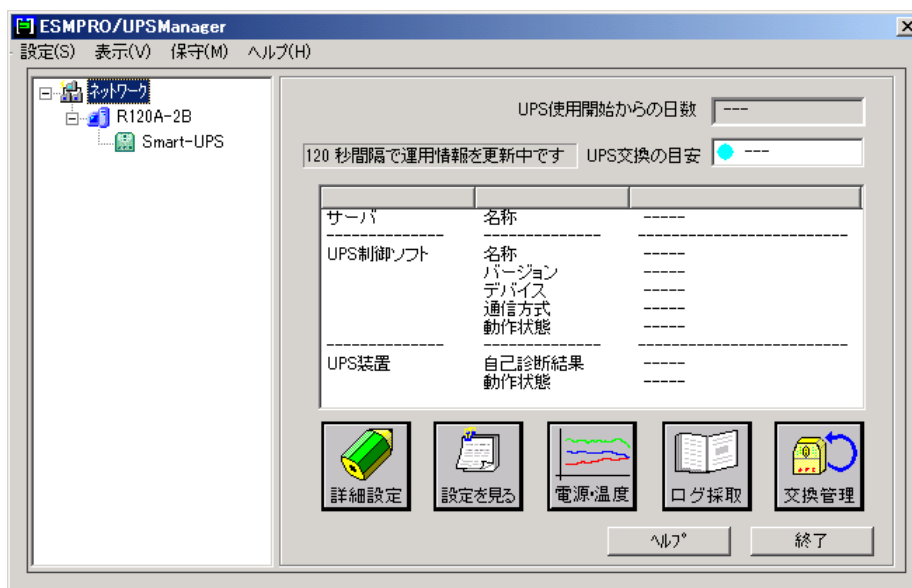 ESMPRO/UPSManager
設定(S) 表示(V) 保守(M) ヘルプ(H)
ネットワーク
R120A-2B
Smart-UPS
UPS使用開始からの日数 ---
120 秒間隔で運用情報を更新中です UPS交換の目安 ---
サーバ 名称 -----
-------------- -------------- -------------------------
UPS制御ソフト 名称 -----
バージョン -----
デバイス -----
通信方式 -----
動作状態 -----
-------------- -------------- -------------------------
UPS装置 自己診断結果 -----
動作状態 -----
詳細設定 設定を見る 電源・温度 ログ採取 交換管理
ヘルプ 終了